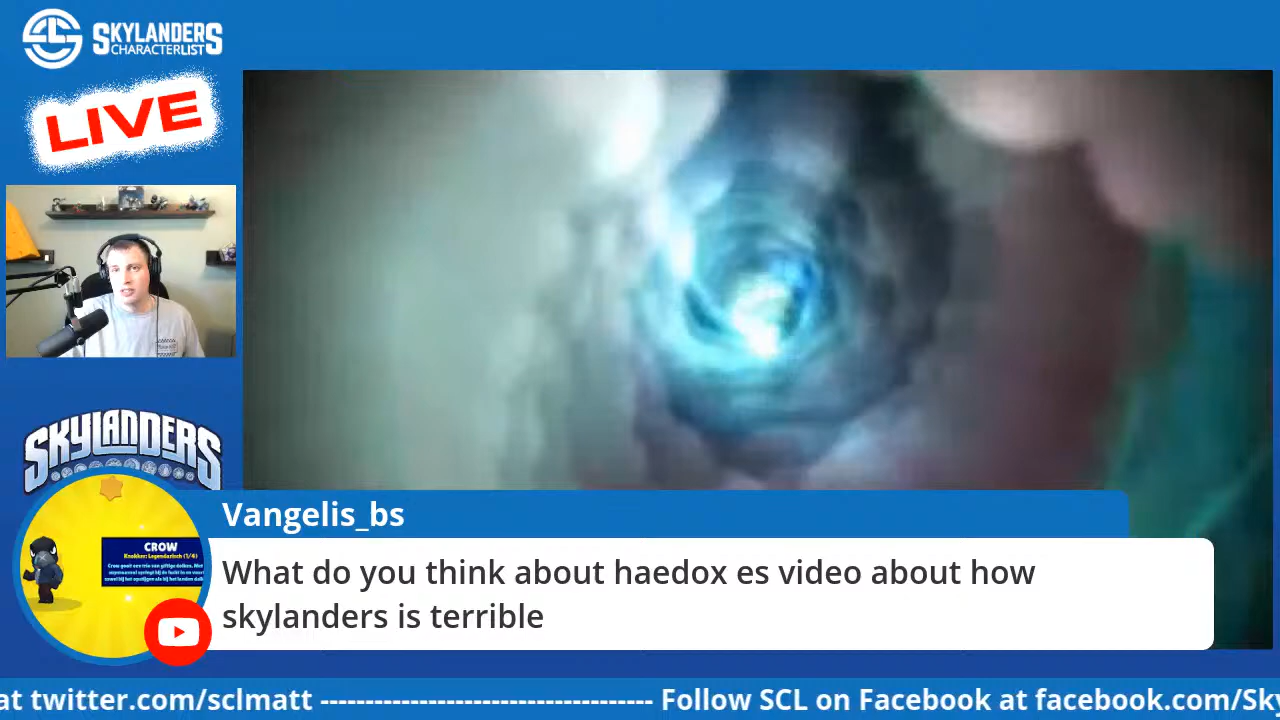 SKYLANDERS
CHARACTERLIST
LIVE
SKYLANDERS
CROW
Vangelis_bs
What do you think about haedox es video about how
skylanders is terrible
at twitter.com/sclmatt ----------------------------------- Follow SCL on Facebook at facebook.com/Sky